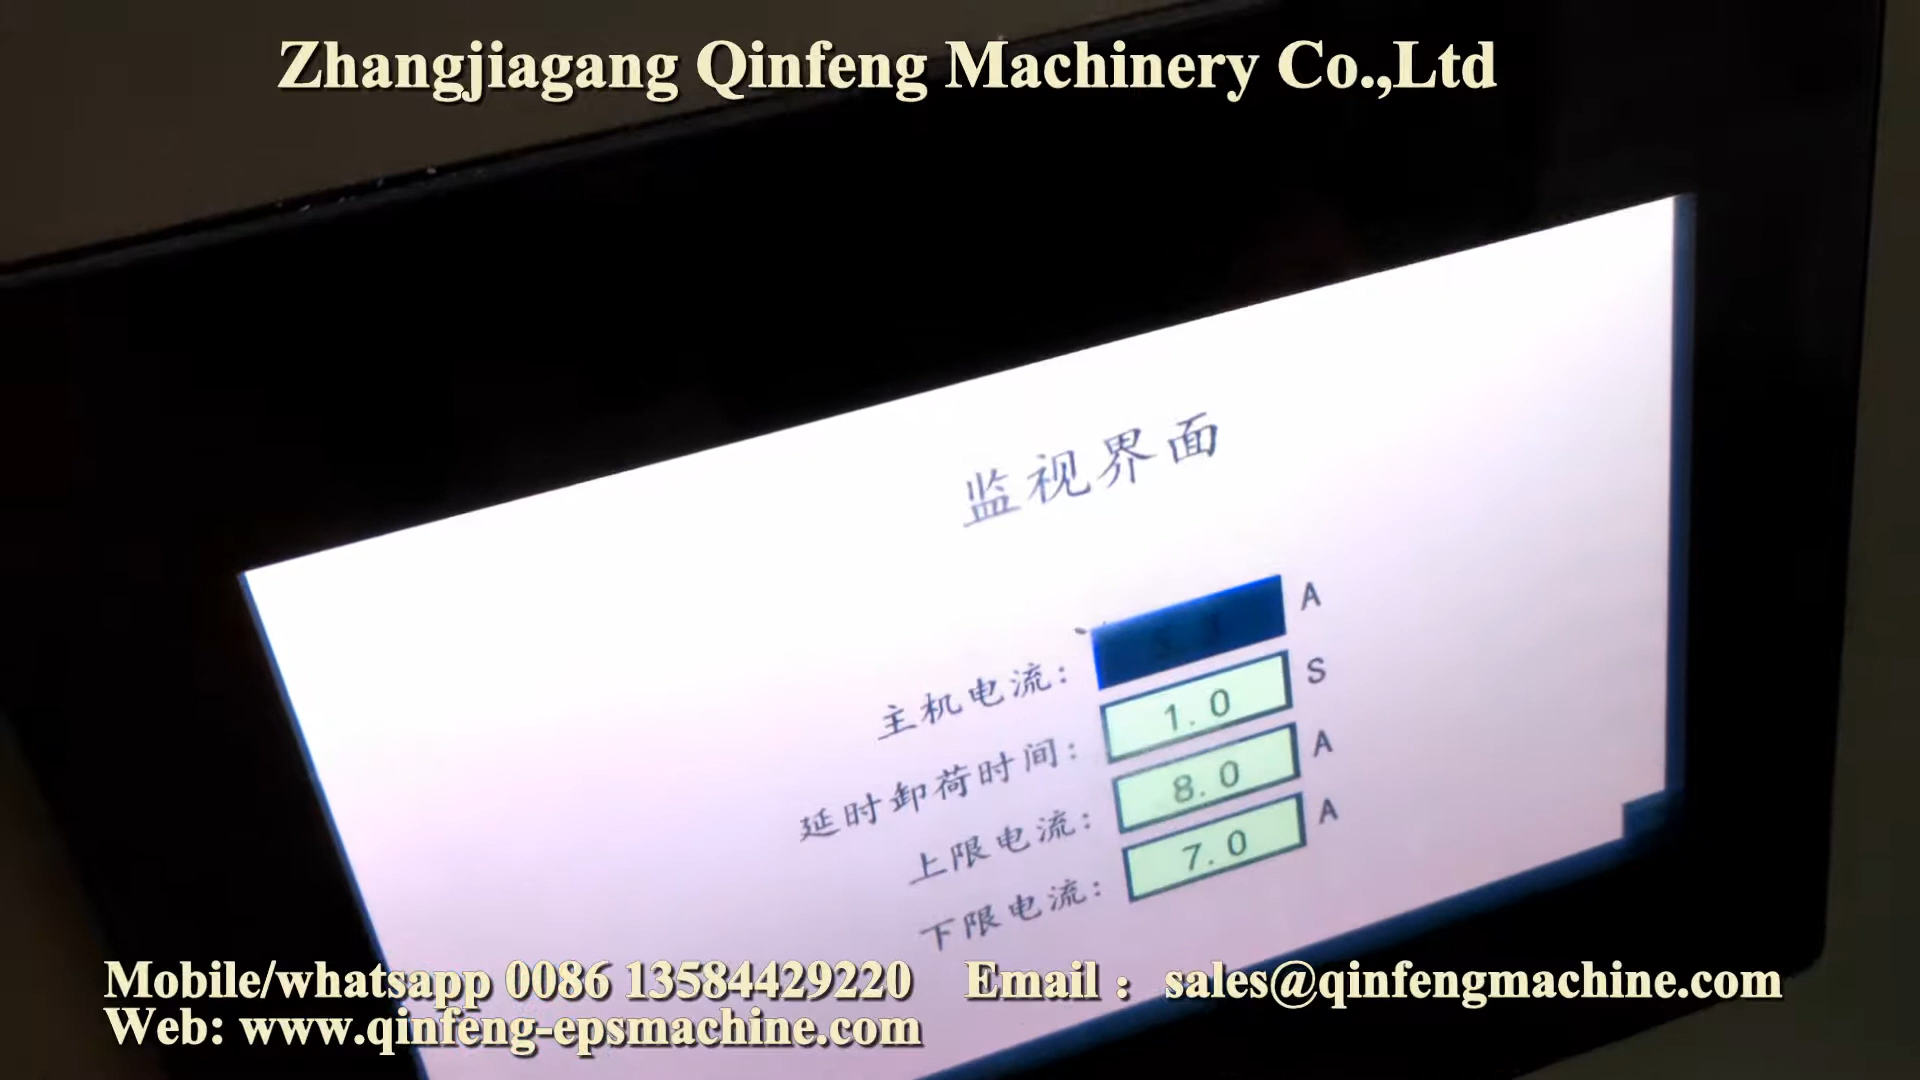 Zhangjiagang Qinfeng Machinery Co.,Ltd
监视界面
主机电流: A
延时卸荷时间: 1.0 S
上限电流: 8.0 A
下限电流: 7.0 A
Mobile/whatsapp 0086 13584429220 Email : sales@qinfengmachine.com
Web: www.qinfeng-epsmachine.com